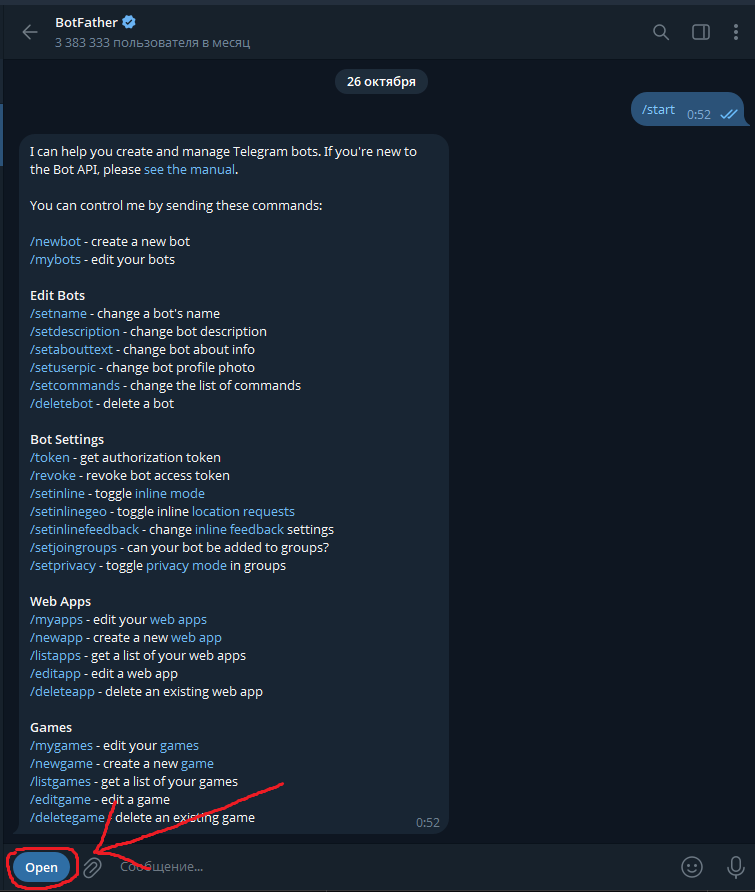 BotFather
3 383 333 пользователя в месяц
26 октября
/start 0:52
I can help you create and manage Telegram bots. If you're new to
the Bot API, please see the manual.
You can control me by sending these commands:
/newbot - create a new bot
/mybots - edit your bots
Edit Bots
/setname - change a bot's name
/setdescription - change bot description
/setabouttext - change bot about info
/setuserpic - change bot profile photo
/setcommands - change the list of commands
/deletebot - delete a bot
Bot Settings
/token - get authorization token
/revoke - revoke bot access token
/setinline - toggle inline mode
/setinlinegeo - toggle inline location requests
/setinlinefeedback - change inline feedback settings
/setjoingroups - can your bot be added to groups?
/setprivacy - toggle privacy mode in groups
Web Apps
/myapps - edit your web apps
/newapp - create a new web app
/listapps - get a list of your web apps
/editapp - edit a web app
/deleteapp - delete an existing web app
Games
/mygames - edit your games
/newgame - create a new game
/listgames - get a list of your games
/editgame - edit a game
/deletegame - delete an existing game
0:52
Open Сообщение...